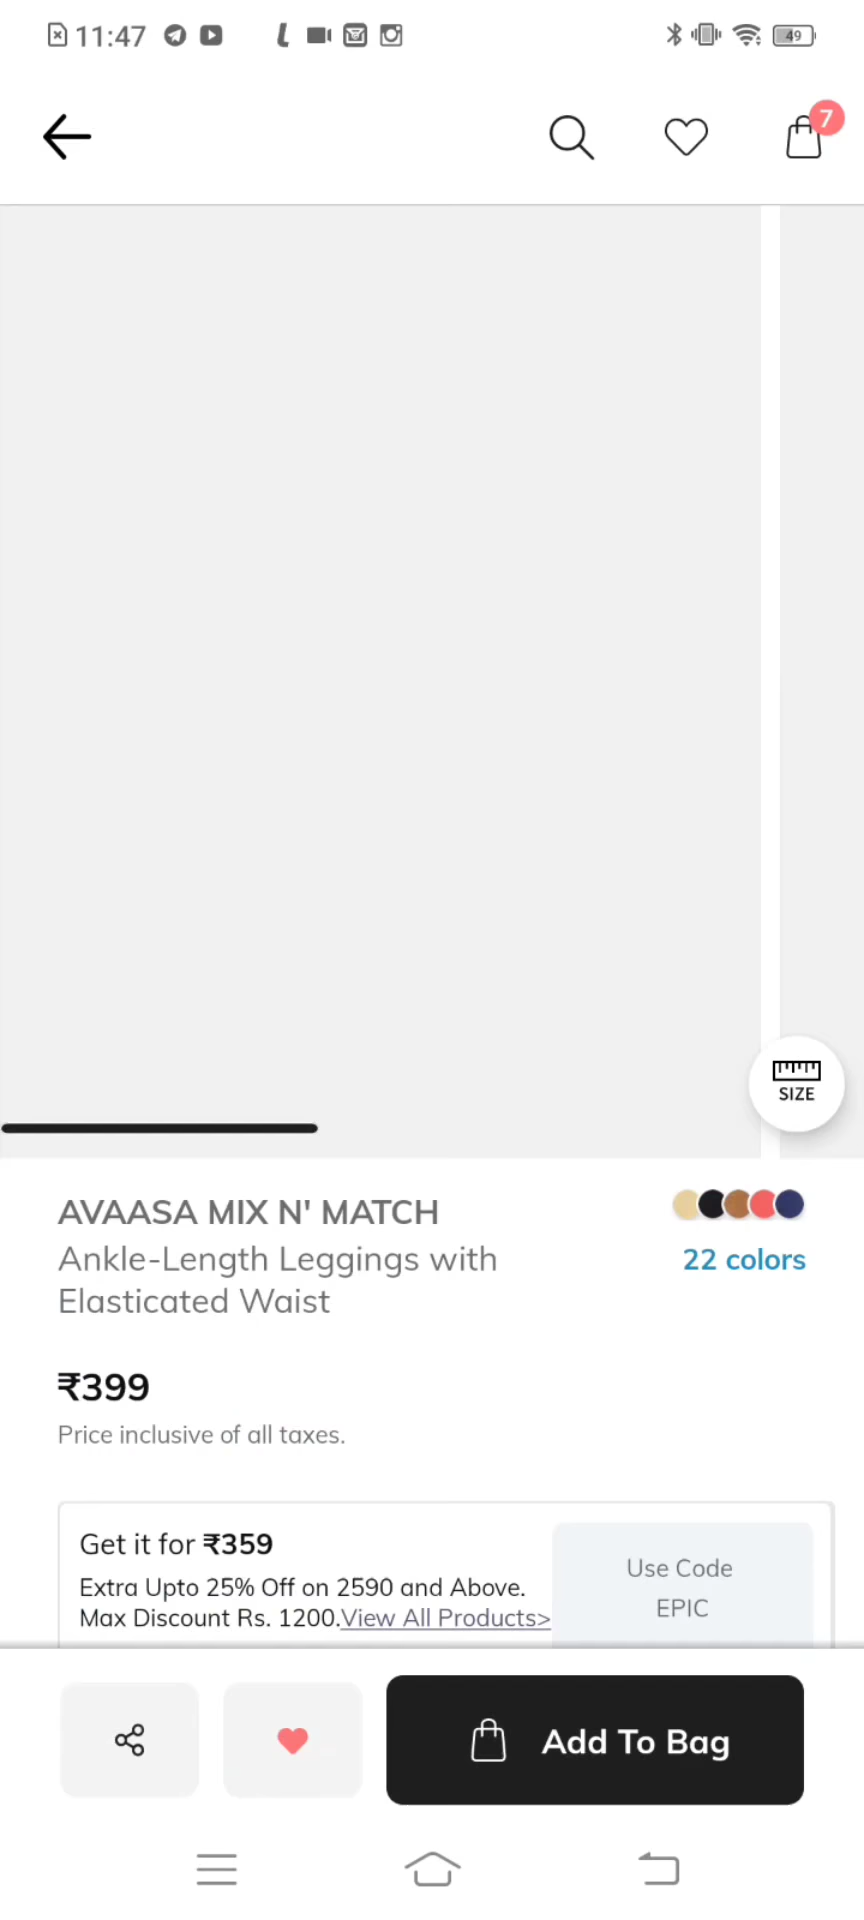 11:47
49
7
SIZE
AVAASA MIX N' MATCH
Ankle-Length Leggings with
Elasticated Waist
22 colors
₹399
Price inclusive of all taxes.
Get it for ₹359
Extra Upto 25% Off on 2590 and Above.
Max Discount Rs. 1200.View All Products>
Use Code
EPIC
Add To Bag